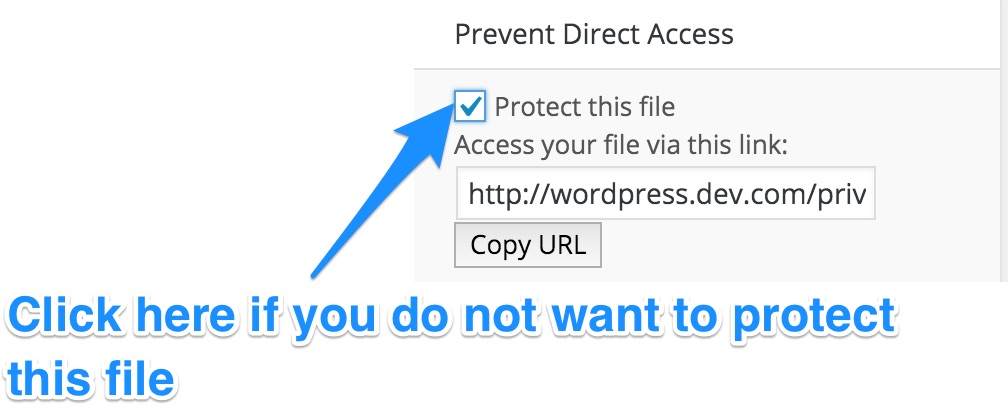 Prevent Direct Access
Protect this file
Access your file via this link:
http://wordpress.dev.com/priv
Copy URL
Click here if you do not want to protect
this file